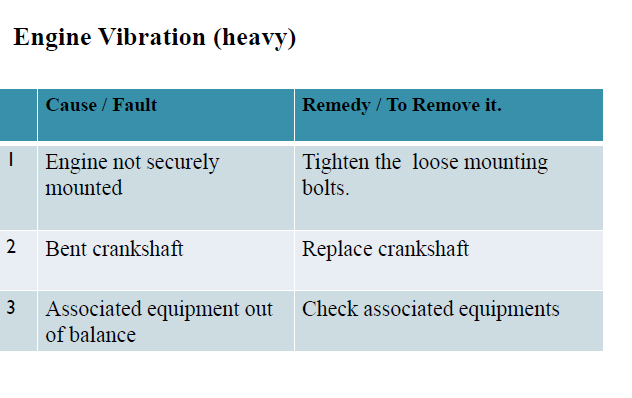 Engine Vibration (heavy)
Cause / Fault
Remedy / To Remove it.
1
Engine not securely
mounted
Tighten the loose mounting
bolts.
2
Bent crankshaft
Replace crankshaft
3
Associated equipment out
of balance
Check associated equipments